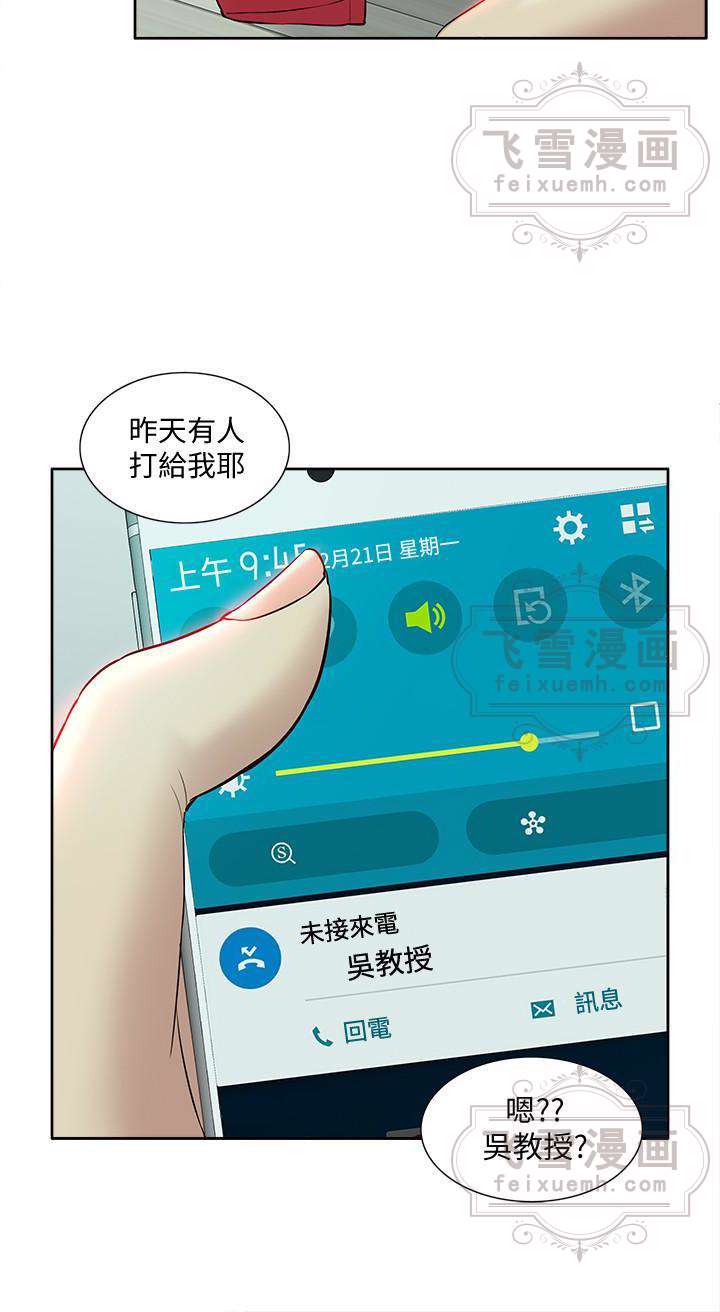 飞雪漫画
feixuemh.com
昨天有人
打給我耶
上午 9:45 2月21日 星期一
飞雪漫画
feixuemh.com
S
未接來電
吳教授
回電 訊息
嗯??
吳教授?
飞雪漫画
feixuemh.com